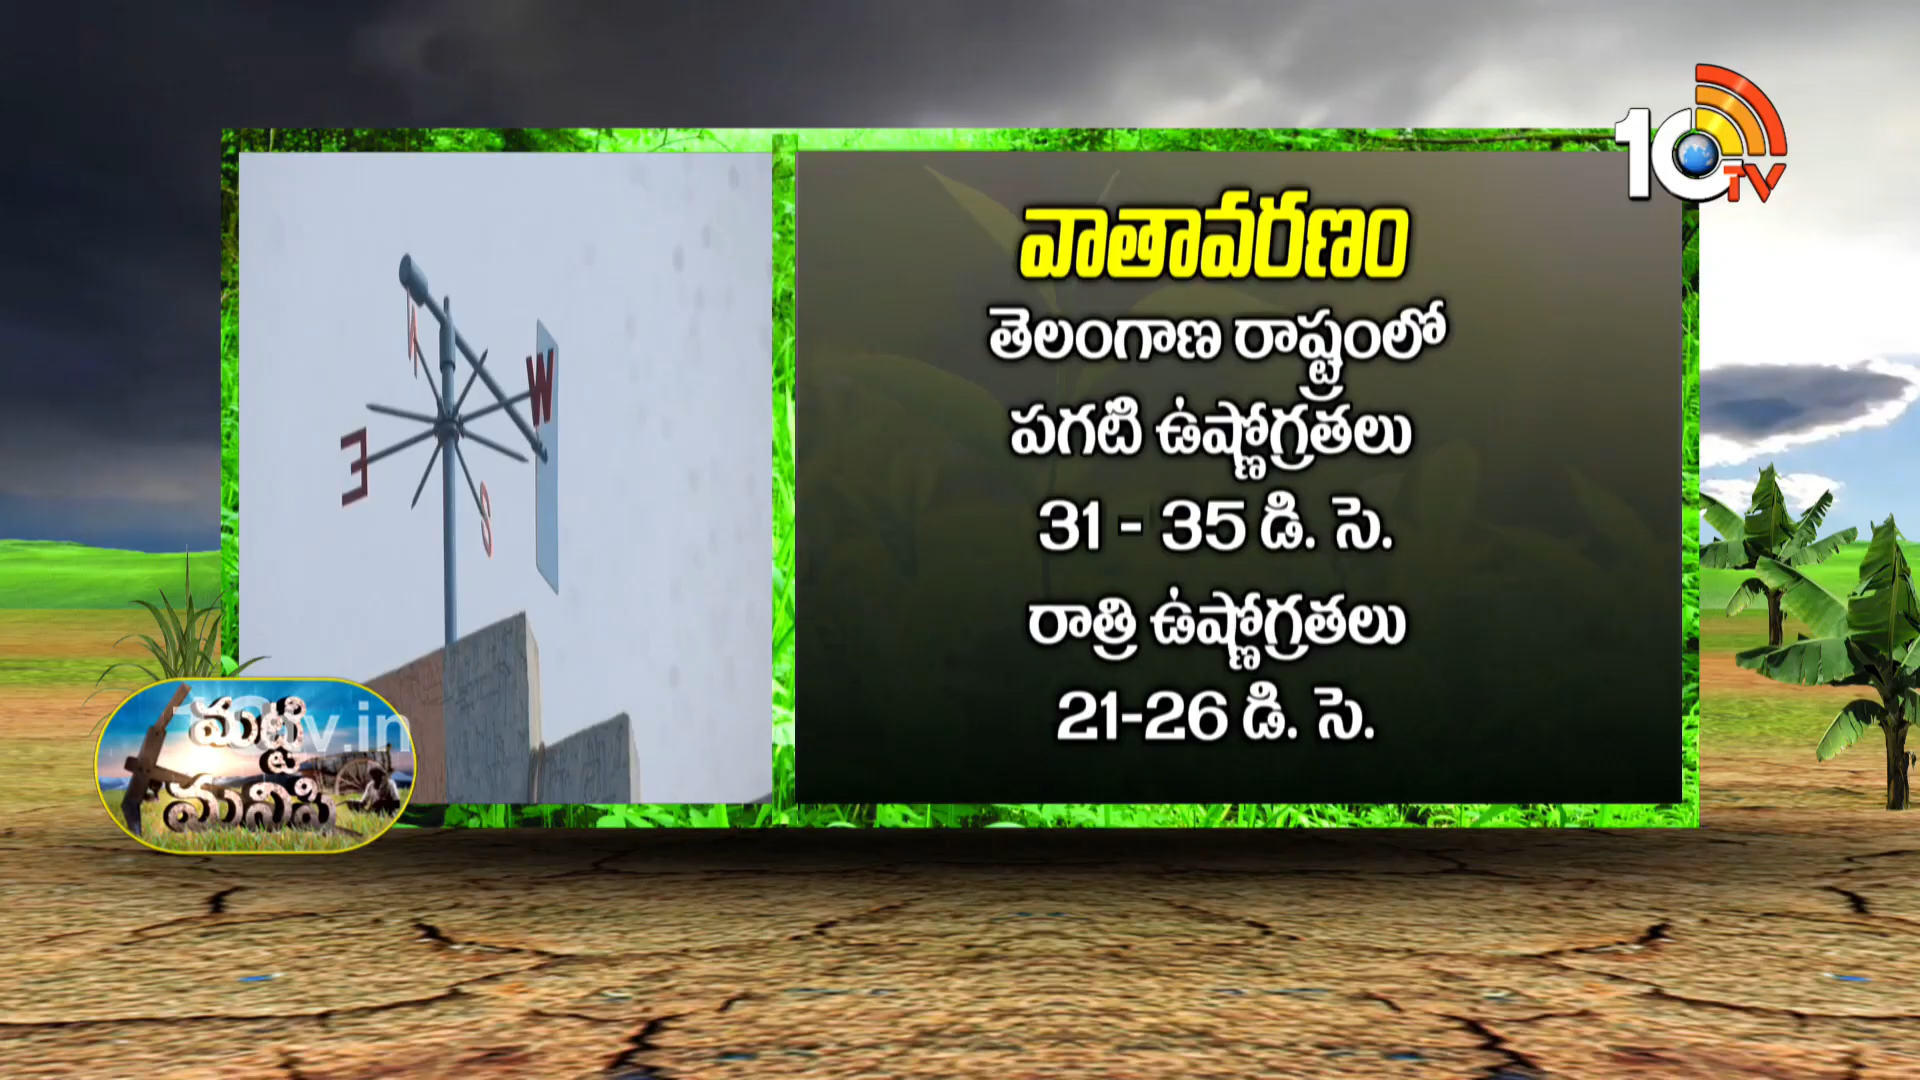 10TV
వాతావరణం
తెలంగాణ రాష్ట్రంలో
పగటి ఉష్ణోగ్రతలు
31 - 35 డి. సె.
రాత్రి ఉష్ణోగ్రతలు
21-26 డి. సె.
W
E
S
మట్టి
మనిషి